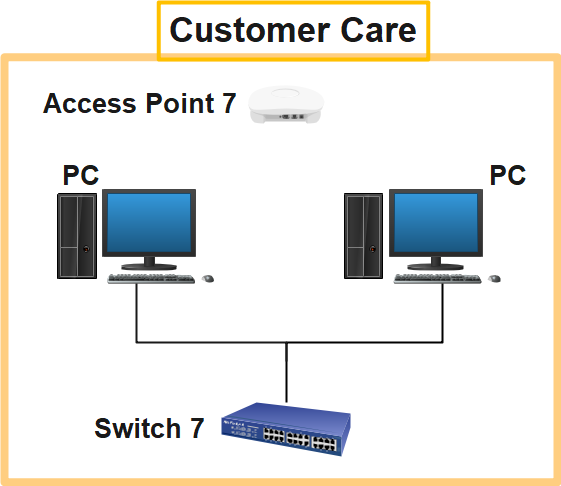 Customer Care
Access Point 7
PC
PC
Switch 7